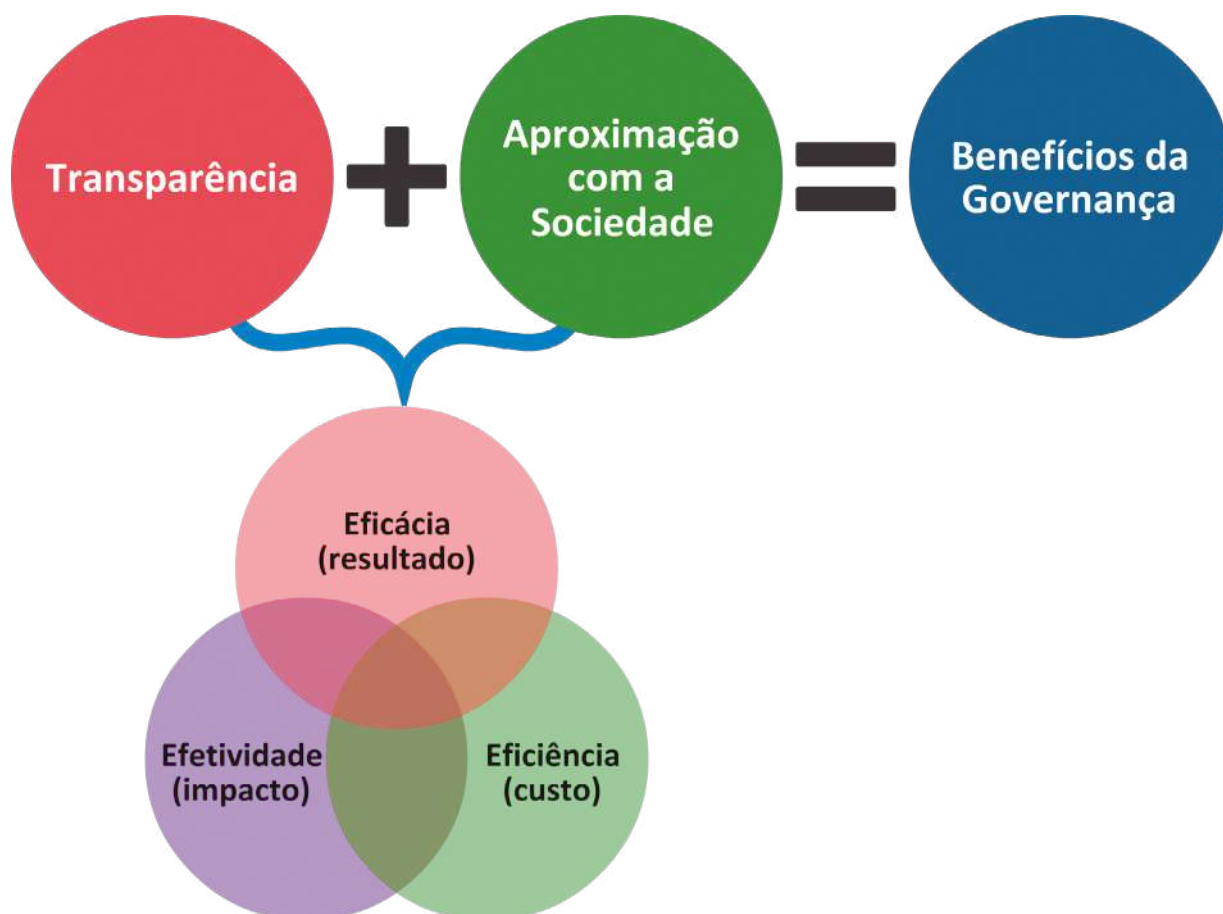 Transparência
+
Aproximação
com a
Sociedade
=
Benefícios da
Governança
Eficácia
(resultado)
Efetividade
(impacto)
Eficiência
(custo)